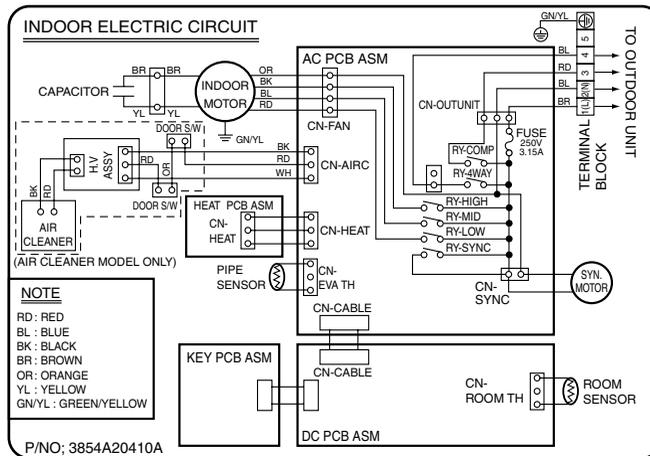 INDOOR ELECTRIC CIRCUIT
CAPACITOR
BR
BR
YL
YL
INDOOR
MOTOR
GN/YL
OR
BK
BL
RD
AC PCB ASM
CN-FAN
GN/YL
5
4
3
2(N)
1(L)
BL
RD
BL
BR
TO OUTDOOR UNIT
TERMINAL
BLOCK
CN-OUTUNIT
FUSE
250V
3.15A
RY-COMP
RY-4WAY
RY-HIGH
RY-MID
RY-LOW
RY-SYNC
DOOR S/W
H.V
ASSY
RD
OR
DOOR S/W
BK
RD
WH
CN-AIRC
BK
RD
AIR
CLEANER
(AIR CLEANER MODEL ONLY)
HEAT PCB ASM
CN-
HEAT
CN-HEAT
PIPE
SENSOR
CN-
EVA TH
CN-
SYNC
SYN.
MOTOR
CN-CABLE
CN-CABLE
NOTE
RD : RED
BL : BLUE
BK : BLACK
BR : BROWN
OR : ORANGE
YL : YELLOW
GN/YL : GREEN/YELLOW
KEY PCB ASM
DC PCB ASM
CN-
ROOM TH
ROOM
SENSOR
P/NO; 3854A20410A